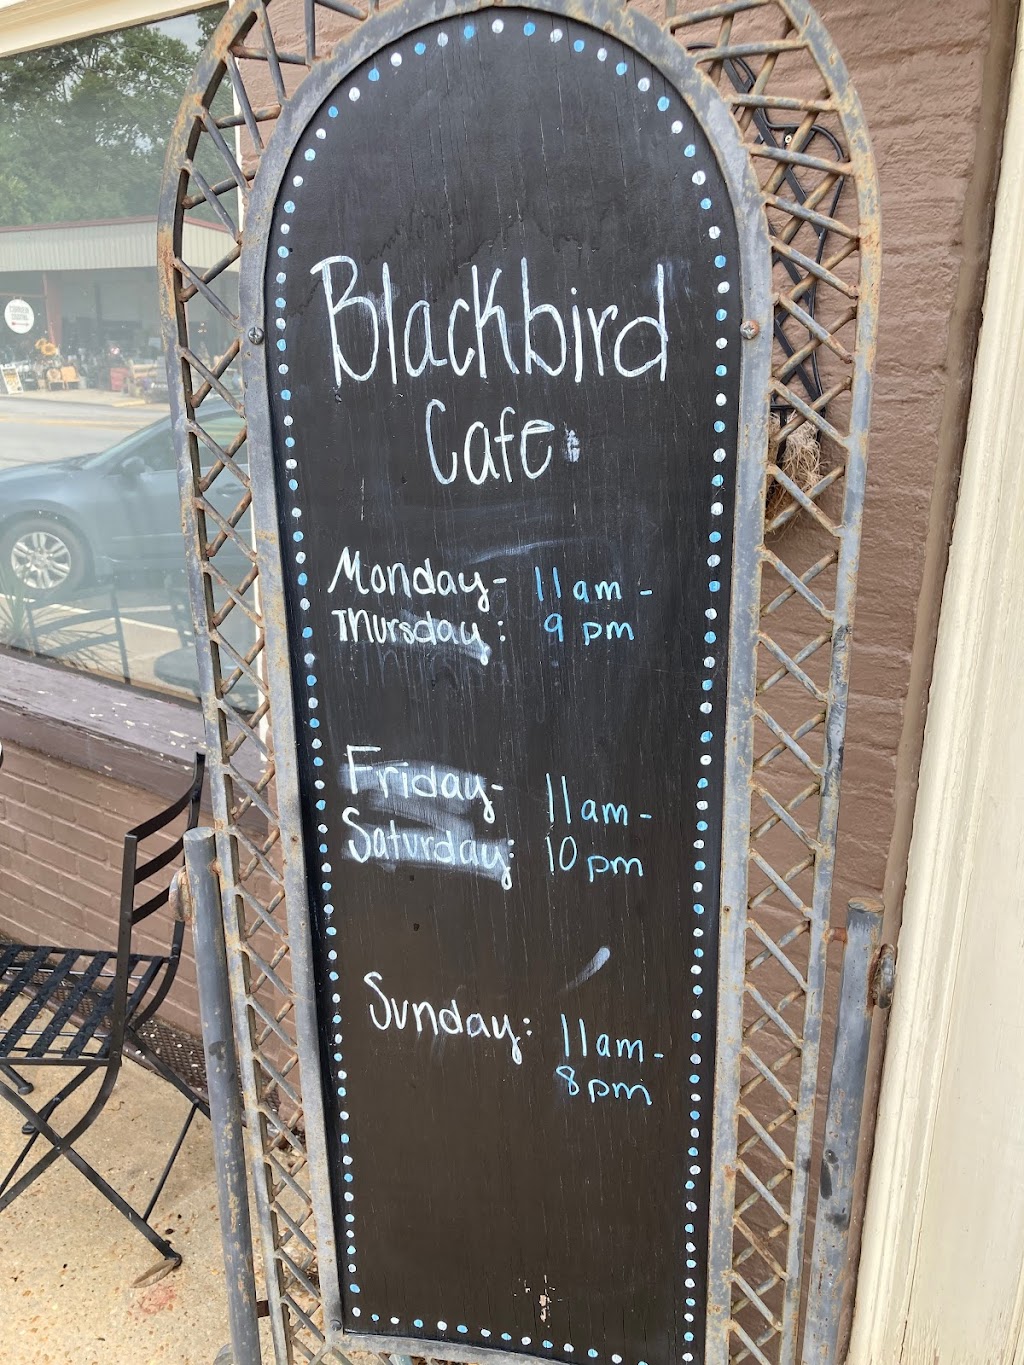 Blackbird
Cafe
Monday- 11am -
Thursday: 9 pm
Friday- 11am -
Saturday: 10 pm
Sunday: 11am -
8pm